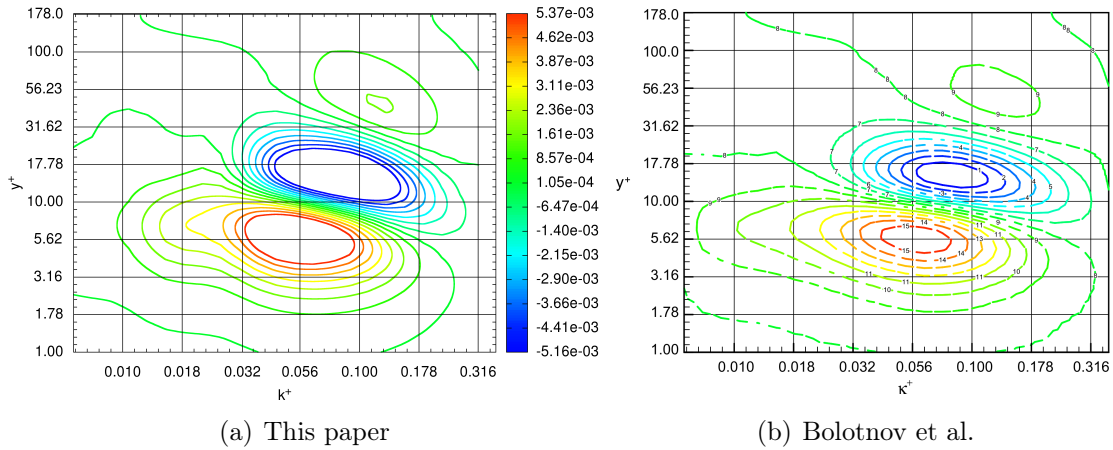 178.0
100.0
56.23
31.62
17.78
10.00
5.62
3.16
1.78
1.00
y+
0.010 0.018 0.032 0.056 0.100 0.178 0.316
k+
5.37e-03
4.62e-03
3.87e-03
3.11e-03
2.36e-03
1.61e-03
8.57e-04
1.05e-04
-6.47e-04
-1.40e-03
-2.15e-03
-2.90e-03
-3.66e-03
-4.41e-03
-5.16e-03
(a) This paper
178.0
100.0
56.23
31.62
17.78
10.00
5.62
3.16
1.78
1.00
y+
0.010 0.018 0.032 0.056 0.100 0.178 0.316
κ+
(b) Bolotnov et al.